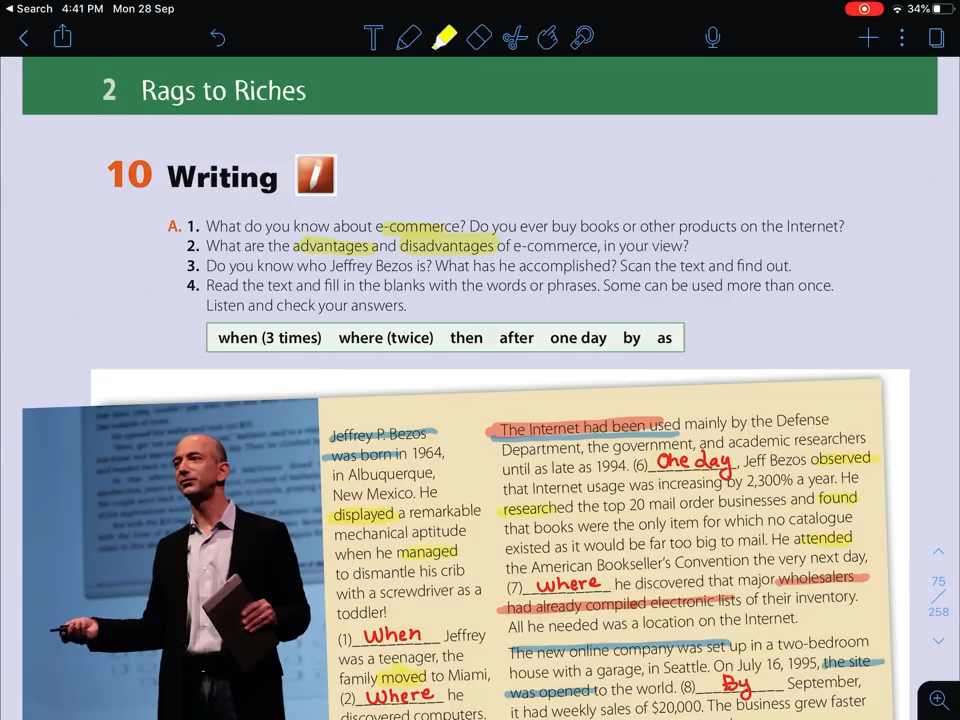 Search 4:41 PM Mon 28 Sep 34%
2 Rags to Riches
10 Writing
A. 1. What do you know about e-commerce? Do you ever buy books or other products on the Internet?
2. What are the advantages and disadvantages of e-commerce, in your view?
3. Do you know who Jeffrey Bezos is? What has he accomplished? Scan the text and find out.
4. Read the text and fill in the blanks with the words or phrases. Some can be used more than once.
Listen and check your answers.
when (3 times) where (twice) then after one day by as
Jeffrey P. Bezos
was born in 1964,
in Albuquerque,
New Mexico. He
displayed a remarkable
mechanical aptitude
when he managed
to dismantle his crib
with a screwdriver as a
toddler!
(1) When Jeffrey
was a teenager, the
family moved to Miami,
(2) Where he
discovered computers.
The Internet had been used mainly by the Defense
Department, the government, and academic researchers
until as late as 1994. (6) One day, Jeff Bezos observed
that Internet usage was increasing by 2,300% a year. He
researched the top 20 mail order businesses and found
that books were the only item for which no catalogue
existed as it would be far too big to mail. He attended
the American Bookseller's Convention the very next day,
(7) where he discovered that major wholesalers
had already compiled electronic lists of their inventory.
All he needed was a location on the Internet.
The new online company was set up in a two-bedroom
house with a garage, in Seattle. On July 16, 1995, the site
was opened to the world. (8) By September,
it had weekly sales of $20,000. The business grew faster
75
258